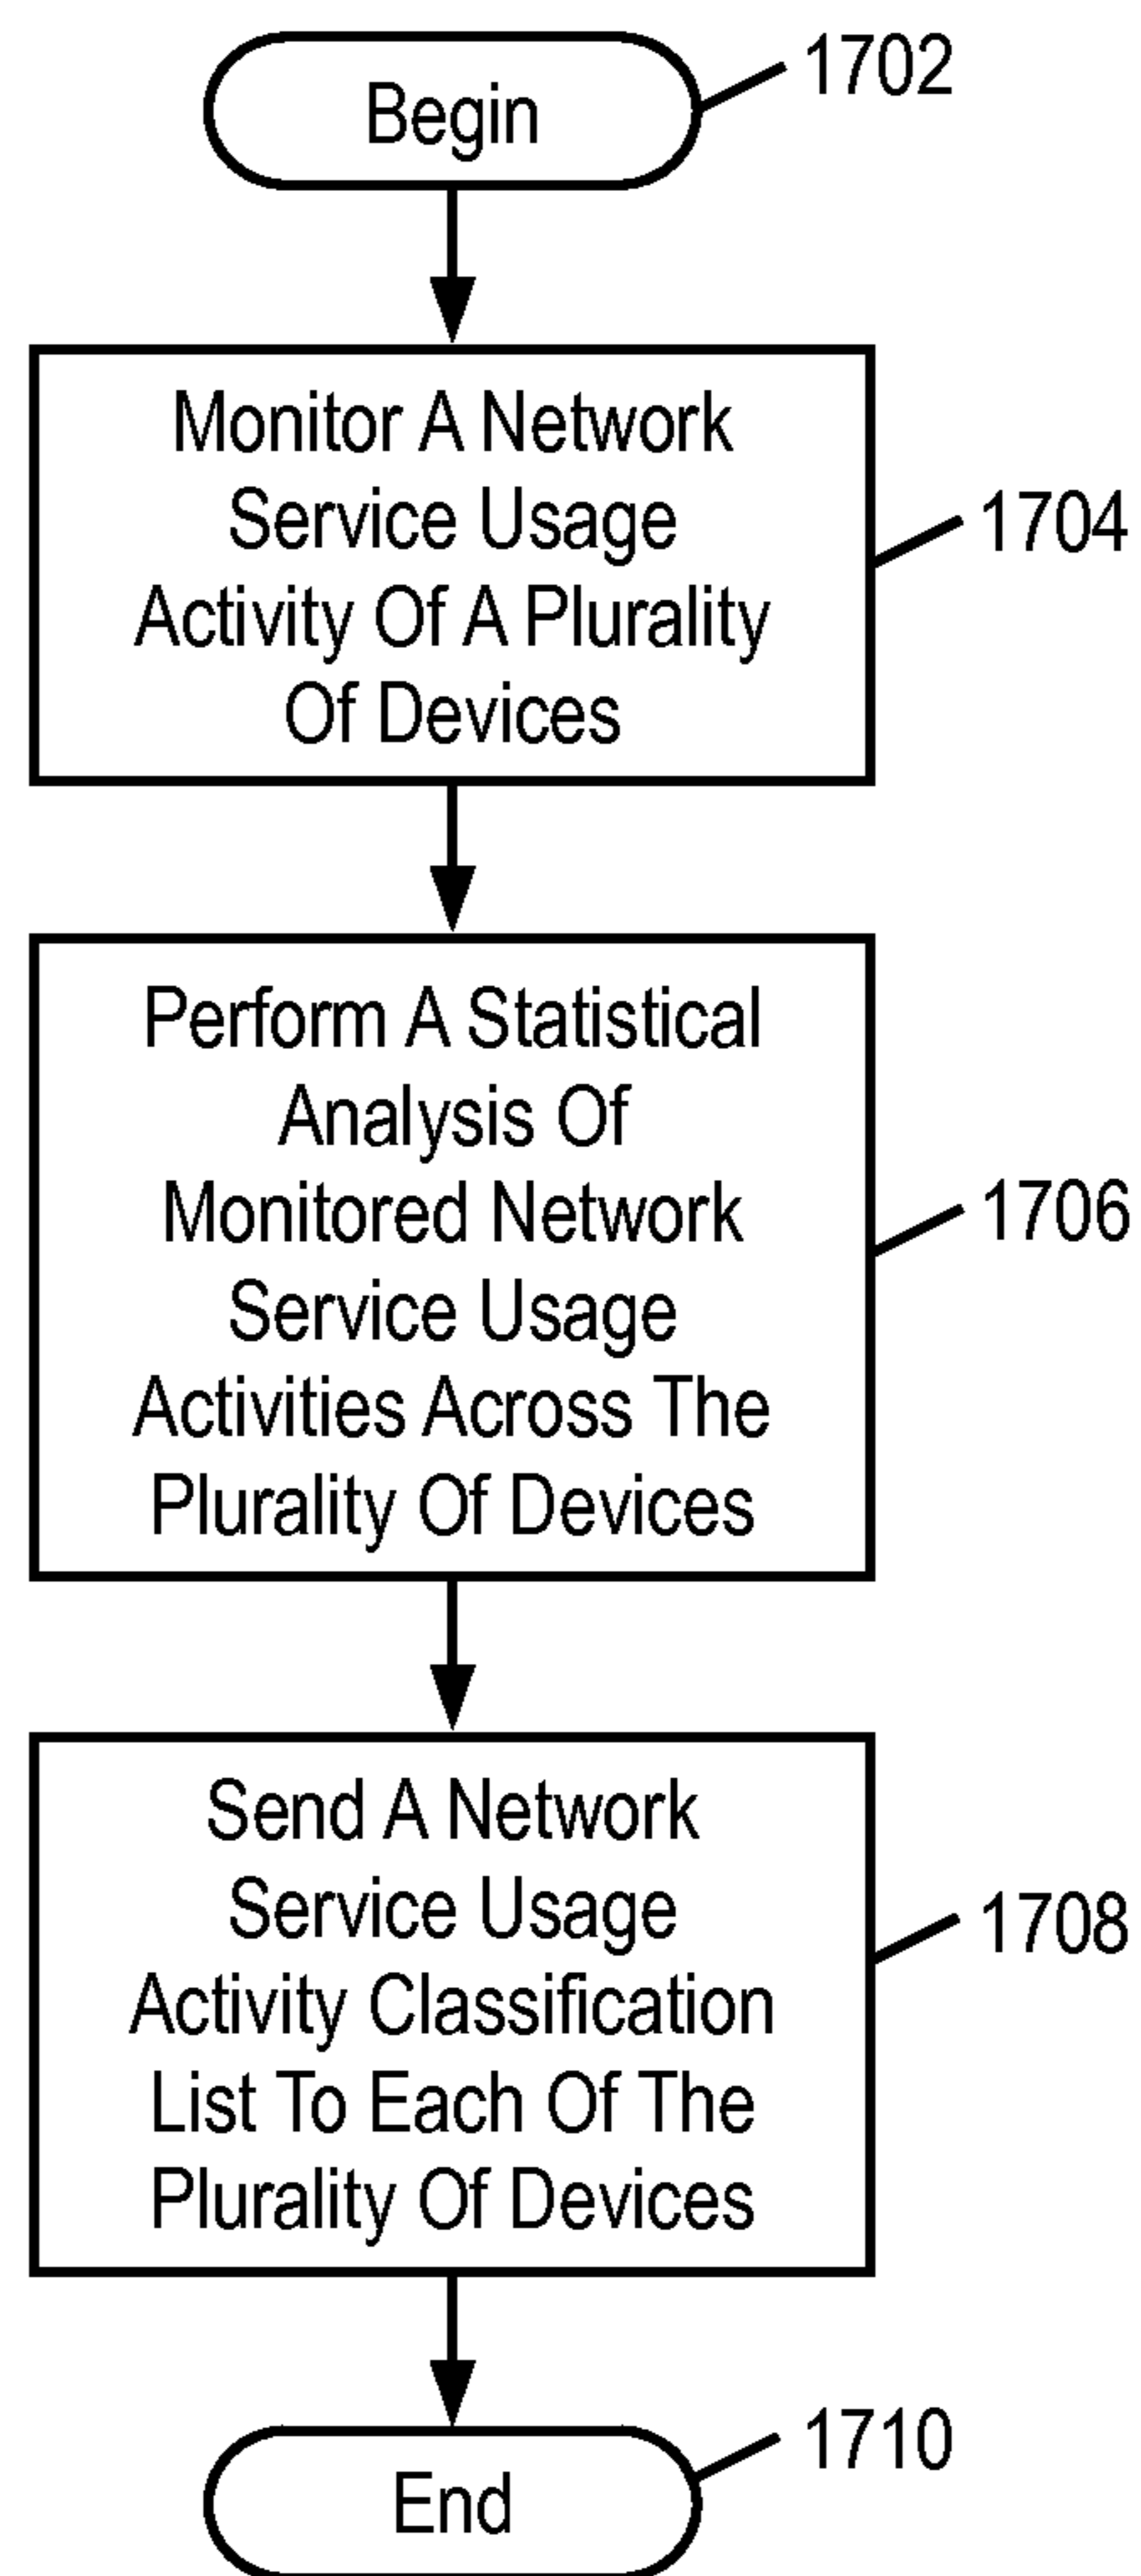 Begin
1702
Monitor A Network
Service Usage
Activity Of A Plurality
Of Devices
1704
Perform A Statistical
Analysis Of
Monitored Network
Service Usage
Activities Across The
Plurality Of Devices
1706
Send A Network
Service Usage
Activity Classification
List To Each Of The
Plurality Of Devices
1708
End
1710